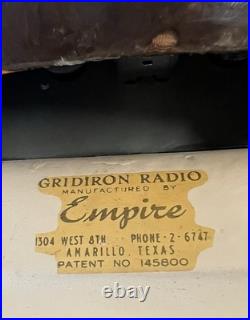 GRIDIRON RADIO
MANUFACTURED BY
Empire
1304 WEST 8TH PHONE-2-6747
AMARILLO, TEXAS
PATENT NO 145800